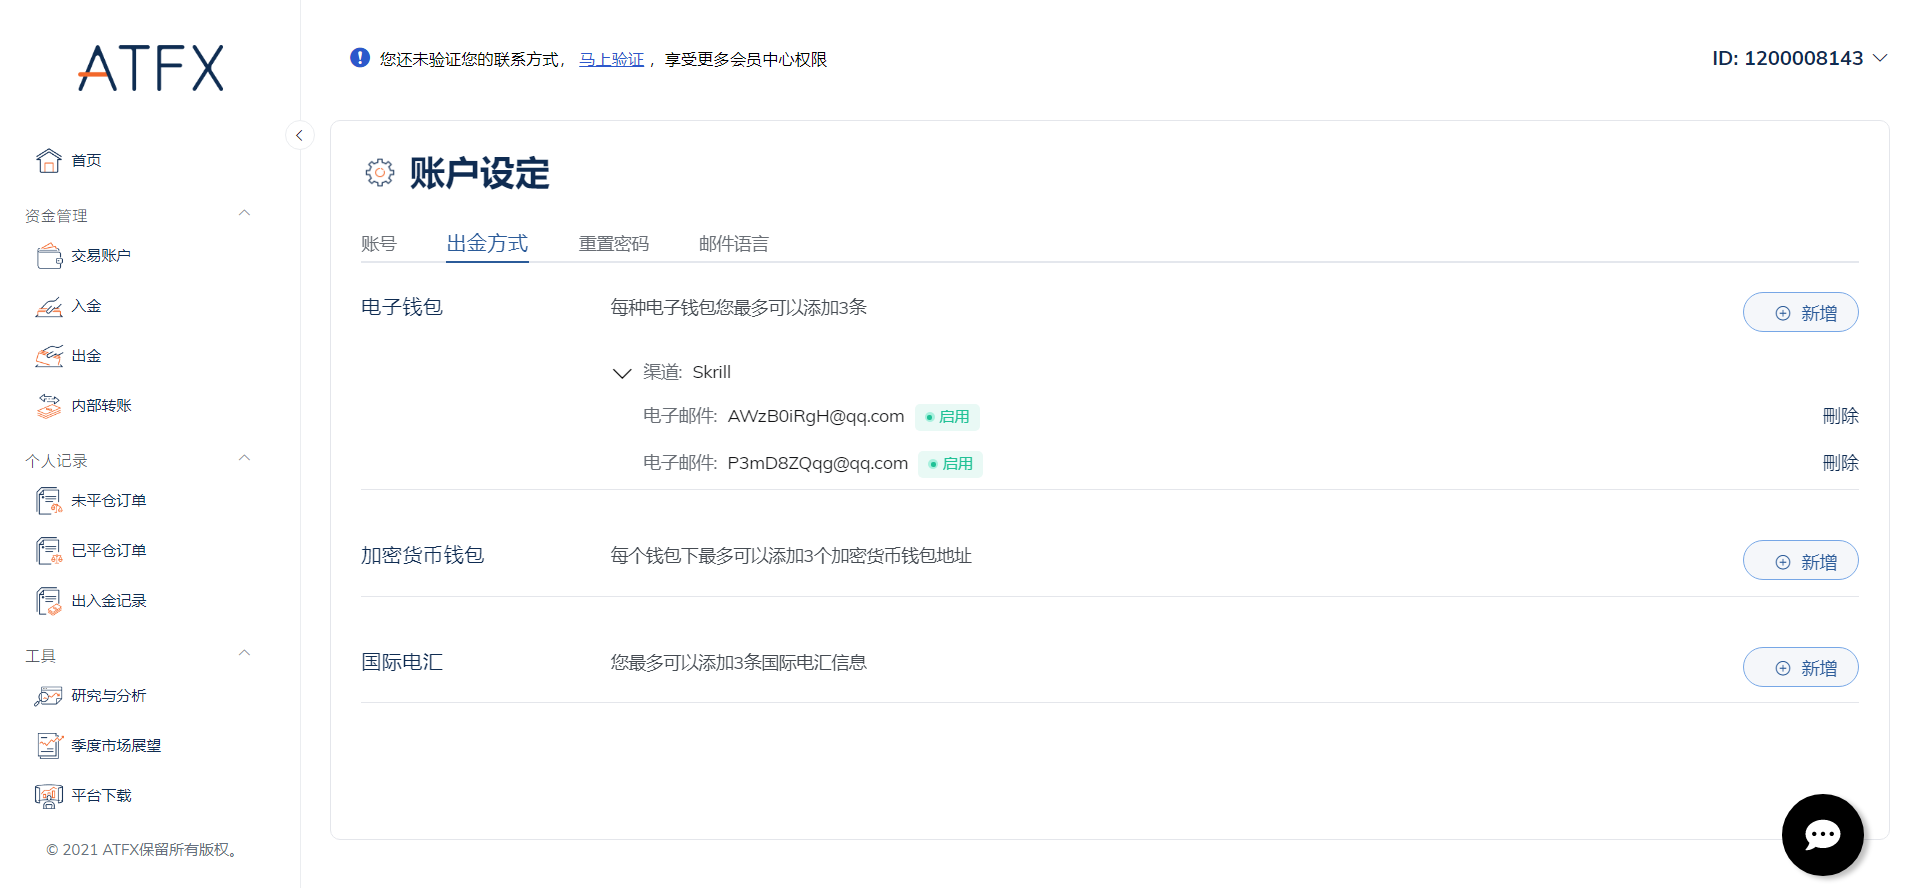 ATFX
您还未验证您的联系方式， 马上验证 ，享受更多会员中心权限
ID: 1200008143
首页
资金管理
交易账户
入金
出金
内部转账
个人记录
未平仓订单
已平仓订单
出入金记录
工具
研究与分析
季度市场展望
平台下载
© 2021 ATFX保留所有版权。
账户设定
账号 出金方式 重置密码 邮件语言
电子钱包 每种电子钱包您最多可以添加3条 新增
渠道: Skrill
电子邮件: AWzB0iRgH@qq.com 启用 刪除
电子邮件: P3mD8ZQqg@qq.com 启用 刪除
加密货币钱包 每个钱包下最多可以添加3个加密货币钱包地址 新增
国际电汇 您最多可以添加3条国际电汇信息 新增